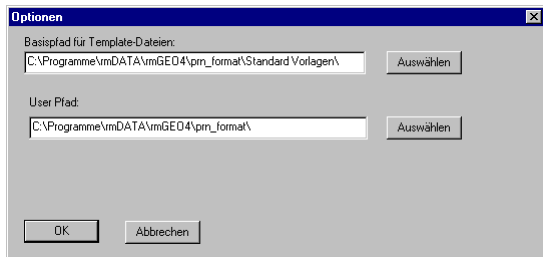 Optionen
Basispfad für Template-Dateien:
C:\Programme\rmDATA\rmGEO4\prn_format\Standard Vorlagen\
Auswählen
User Pfad:
C:\Programme\rmDATA\rmGEO4\prn_format\
Auswählen
OK
Abbrechen